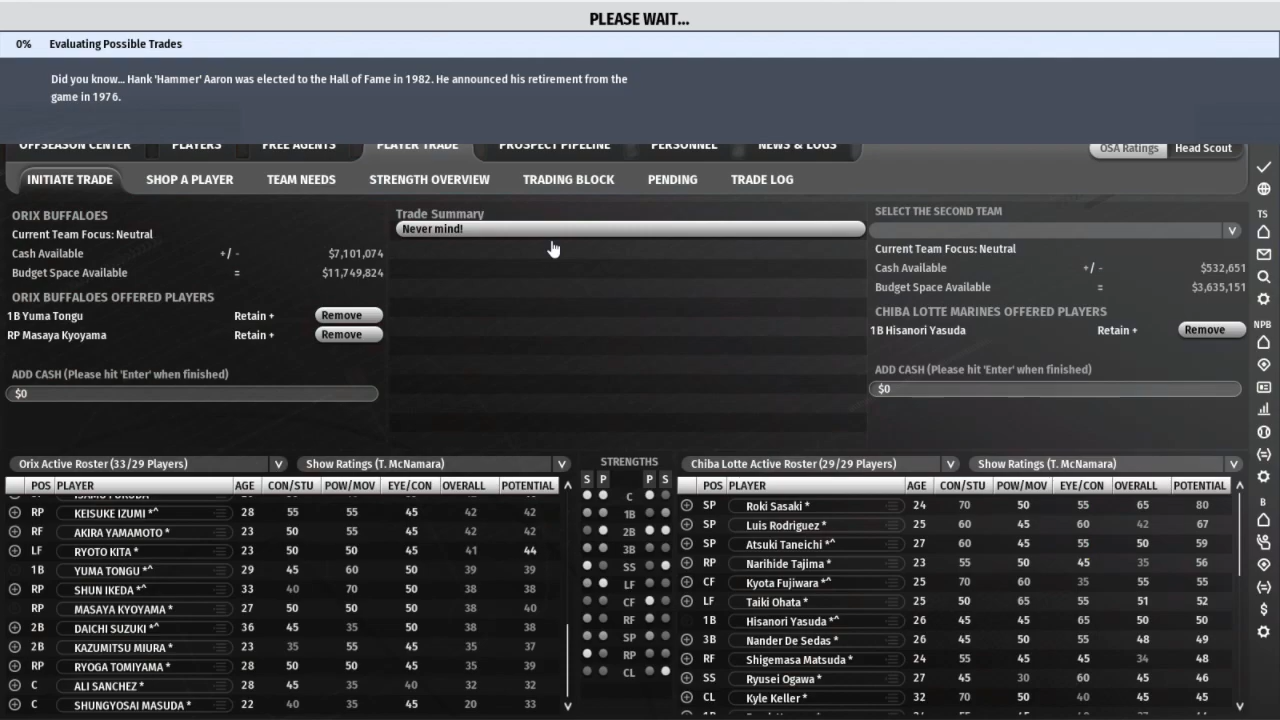 PLEASE WAIT...
0% Evaluating Possible Trades
Did you know... Hank 'Hammer' Aaron was elected to the Hall of Fame in 1982. He announced his retirement from the
game in 1976.
OFFSEASON CENTER PLAYERS FREE AGENTS PLAYER TRADE PROSPECT PIPELINE PERSONNEL NEWS & LOGS OSA Ratings Head Scout
INITIATE TRADE SHOP A PLAYER TEAM NEEDS STRENGTH OVERVIEW TRADING BLOCK PENDING TRADE LOG
ORIX BUFFALOES
Current Team Focus: Neutral
Cash Available +/- $7,101,074
Budget Space Available = $11,749,824
ORIX BUFFALOES OFFERED PLAYERS
1B Yuma Tongu Retain + Remove
RP Masaya Kyoyama Retain + Remove
ADD CASH (Please hit 'Enter' when finished)
$0
Trade Summary
Never mind!
SELECT THE SECOND TEAM
Current Team Focus: Neutral
Cash Available +/- $532,651
Budget Space Available = $3,635,151
CHIBA LOTTE MARINES OFFERED PLAYERS
1B Hisanori Yasuda Retain + Remove
ADD CASH (Please hit 'Enter' when finished)
$0
TS
NPB
B
Orix Active Roster (33/29 Players) Show Ratings (T. McNamara)
POS PLAYER AGE CON/STU POW/MOV EYE/CON OVERALL POTENTIAL
RP KEISUKE IZUMI *^ 28 55 55 45 42 42
RF AKIRA YAMAMOTO * 23 50 50 45 42 42
LF RYOTO KITA * 23 50 50 45 41 44
1B YUMA TONGU *^ 29 45 60 50 39 39
RP SHUN IKEDA *^ 33 40 70 45 38 38
RP MASAYA KYOYAMA * 27 50 50 50 38 40
2B DAICHI SUZUKI *^ 36 45 35 50 38 38
2B KAZUMITSU MIURA * 23 35 55 45 35 37
RP RYOGA TOMIYAMA * 28 50 50 45 35 39
C ALI SANCHEZ * 28 45 35 40 32 32
C SHUNGYOSAI MASUDA * 22 40 35 45 20 33
STRENGTHS
S P P S
C
1B
2B
3B
SS
LF
CF
RF
SP
RP
CL
Chiba Lotte Active Roster (29/29 Players) Show Ratings (T. McNamara)
POS PLAYER AGE CON/STU POW/MOV EYE/CON OVERALL POTENTIAL
SP Roki Sasaki * 24 70 50 55 65 80
SP Luis Rodriguez * 25 60 45 60 42 67
SP Atsuki Taneichi *^ 27 60 45 55 50 59
RP Narihide Tajima * 23 55 50 45 35 56
CF Kyota Fujiwara *^ 25 70 60 35 55 55
LF Taiki Ohata * 25 50 65 55 51 52
1B Hisanori Yasuda *^ 26 45 65 45 50 50
3B Nander De Sedas * 26 45 50 55 48 49
RF Shigemasa Matsuda * 24 55 45 45 34 48
SS Ryusei Ogawa * 27 45 30 60 45 46
CL Kyle Keller * 32 70 50 40 45 45